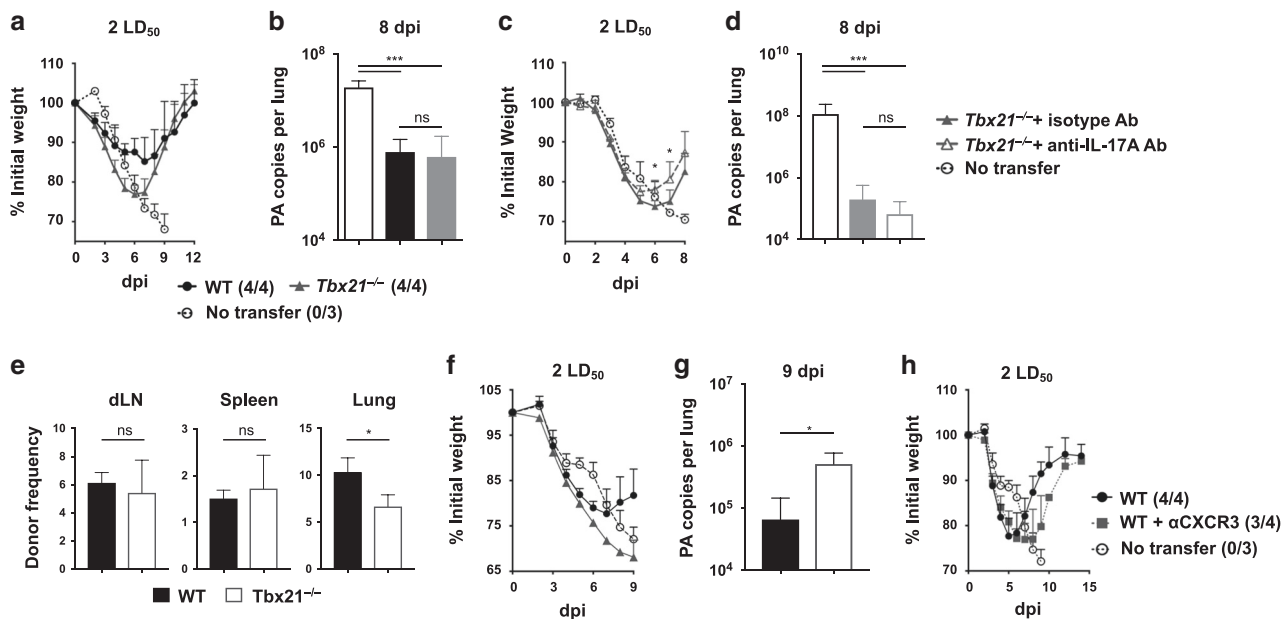 a
2 LD50
% Initial weight
110
100
90
80
70
0 3 6 9 12
dpi
WT (4/4) Tbx21–/– (4/4)
No transfer (0/3)
b
8 dpi
PA copies per lung
10^8
10^6
10^4
***
ns
c
2 LD50
% Initial Weight
110
100
90
80
70
* *
0 2 4 6 8
dpi
d
8 dpi
PA copies per lung
10^10
10^8
10^6
10^4
***
ns
Tbx21–/–+ isotype Ab
Tbx21–/–+ anti-IL-17A Ab
No transfer
e
Donor frequency
dLN
10
8
6
4
2
0
ns
Spleen
3
2
1
0
ns
Lung
15
10
5
0
*
WT Tbx21–/–
f
2 LD50
% Initial weight
105
95
85
75
65
0 3 6 9
dpi
g
9 dpi
PA copies per lung
10^7
10^6
10^5
10^4
*
h
2 LD50
% Initial weight
110
100
90
80
70
0 5 10 15
dpi
WT (4/4)
WT + αCXCR3 (3/4)
No transfer (0/3)